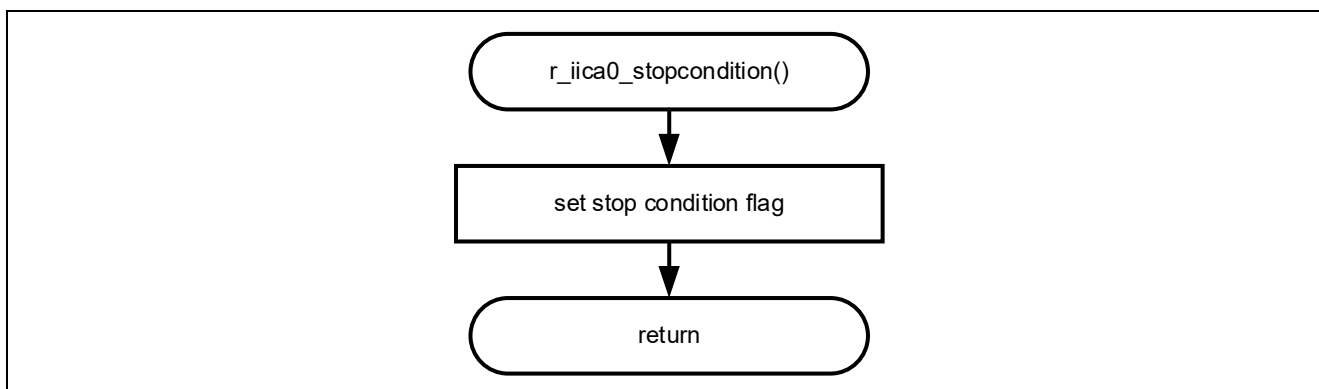 r_iica0_stopcondition()
set stop condition flag
return